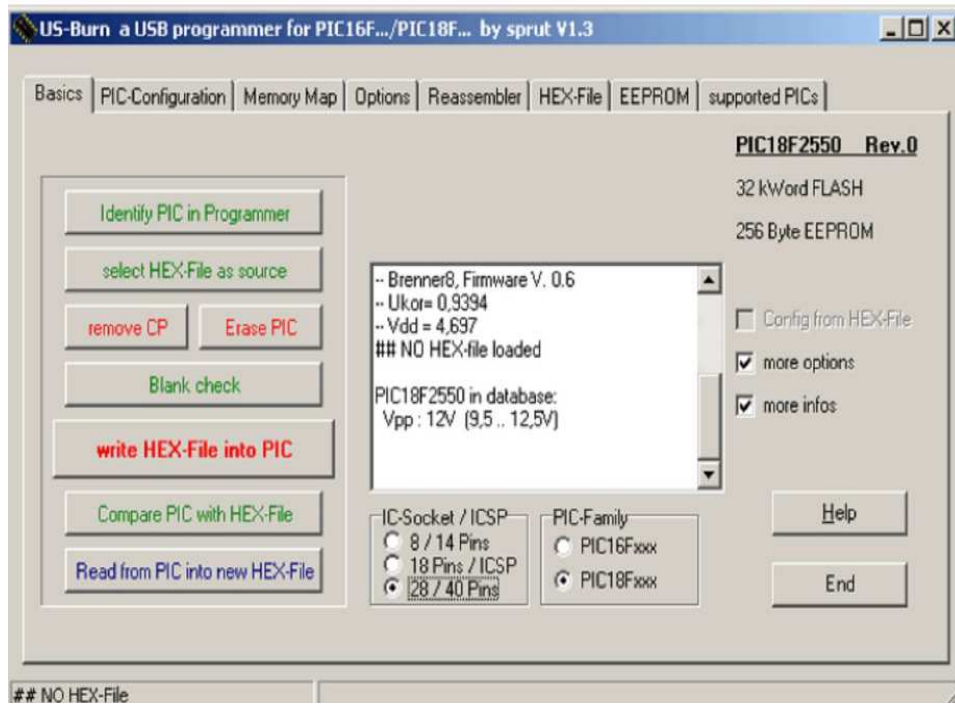 US-Burn a USB programmer for PIC16F.../PIC18F... by sprut V1.3
Basics PIC-Configuration Memory Map Options Reassembler HEX-File EEPROM supported PICs
PIC18F2550 Rev.0
32 kWord FLASH
256 Byte EEPROM
Identify PIC in Programmer
select HEX-File as source
remove CP Erase PIC
Blank check
write HEX-File into PIC
Compare PIC with HEX-File
Read from PIC into new HEX-File
-- Brenner8, Firmware V. 0.6
-- Ukor= 0,9394
-- Vdd = 4,697
## NO HEX-file loaded
PIC18F2550 in database:
Vpp : 12V (9,5 .. 12,5V)
IC-Socket / ICSP
8 / 14 Pins
18 Pins / ICSP
28 / 40 Pins
PIC-Family
PIC16Fxxx
PIC18Fxxx
Config from HEX-File
more options
more infos
Help
End
## NO HEX-File